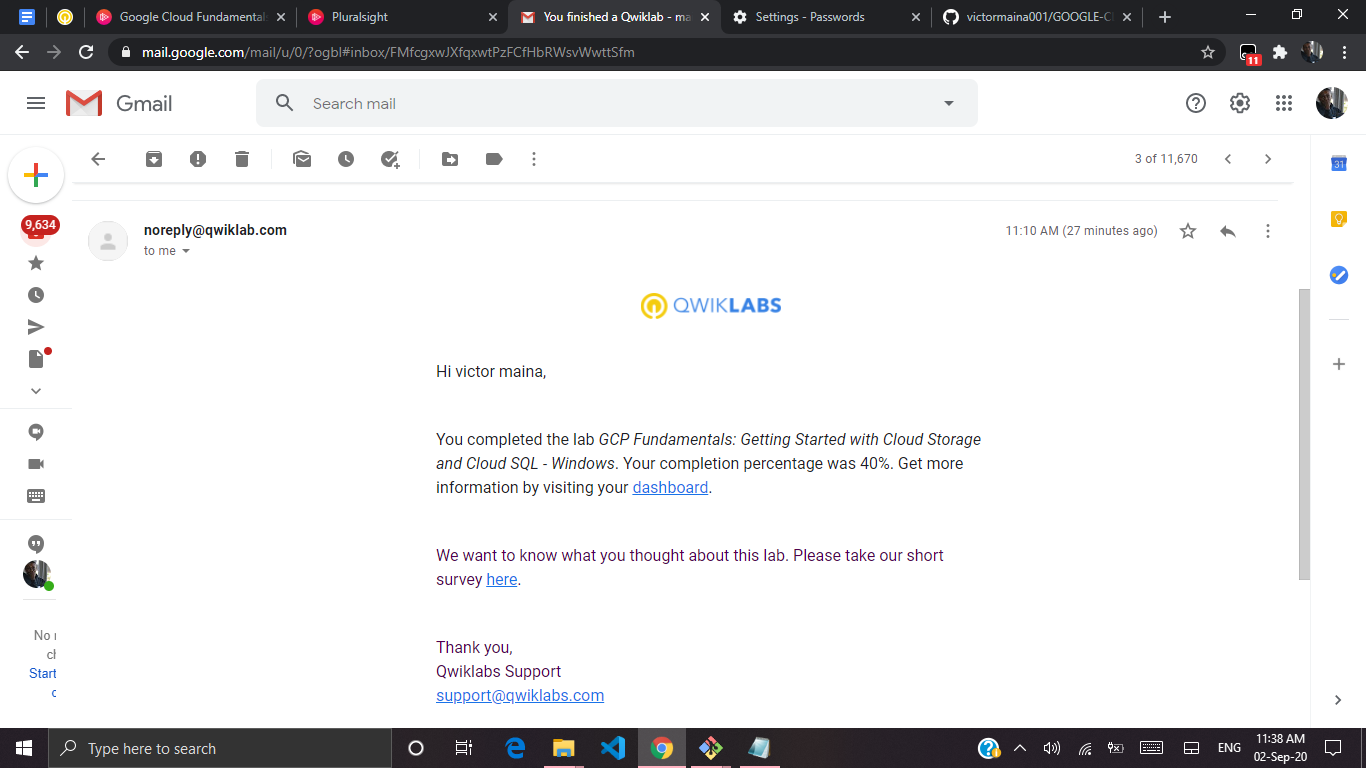 Google Cloud Fundamentals
Pluralsight
You finished a Qwiklab - ma
Settings - Passwords
victormaina001/GOOGLE-C
mail.google.com/mail/u/0/?ogbl#inbox/FMfcgxwJXfqxwtPzFCfHbRWsvWwttSfm
11
Gmail
Search mail
3 of 11,670
31
9,634
noreply@qwiklab.com
11:10 AM (27 minutes ago)
to me
QWIKLABS
Hi victor maina,
You completed the lab GCP Fundamentals: Getting Started with Cloud Storage
and Cloud SQL - Windows. Your completion percentage was 40%. Get more
information by visiting your dashboard.
We want to know what you thought about this lab. Please take our short
survey here.
Thank you,
Qwiklabs Support
support@qwiklabs.com
No r
ch
Start
c
Type here to search
ENG
11:38 AM
02-Sep-20